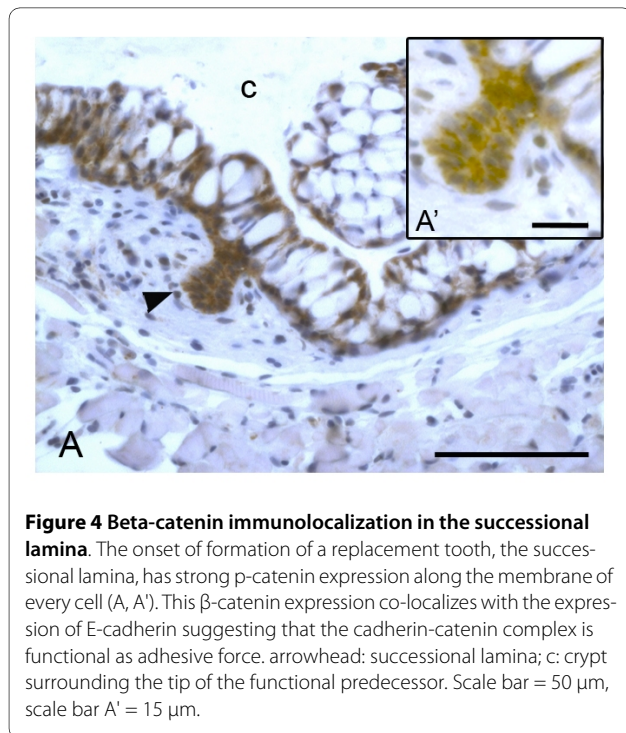 c
A'
A
Figure 4 Beta-catenin immunolocalization in the successional
lamina. The onset of formation of a replacement tooth, the succes-
sional lamina, has strong p-catenin expression along the membrane of
every cell (A, A'). This β-catenin expression co-localizes with the expres-
sion of E-cadherin suggesting that the cadherin-catenin complex is
functional as adhesive force. arrowhead: successional lamina; c: crypt
surrounding the tip of the functional predecessor. Scale bar = 50 μm,
scale bar A' = 15 μm.